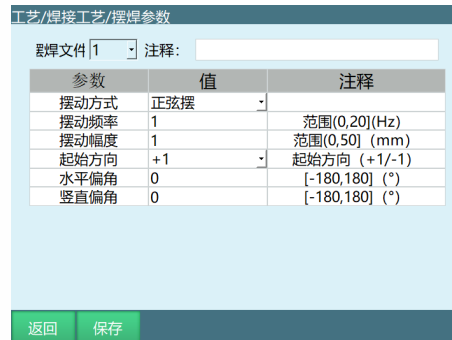 工艺/焊接工艺/摆焊参数
摆焊文件 1 注释：
参数 值 注释
摆动方式 正弦摆
摆动频率 1 范围(0,20](Hz)
摆动幅度 1 范围(0,50]（mm）
起始方向 +1 起始方向（+1/-1）
水平偏角 0 [-180,180]（°）
竖直偏角 0 [-180,180]（°）
返回 保存